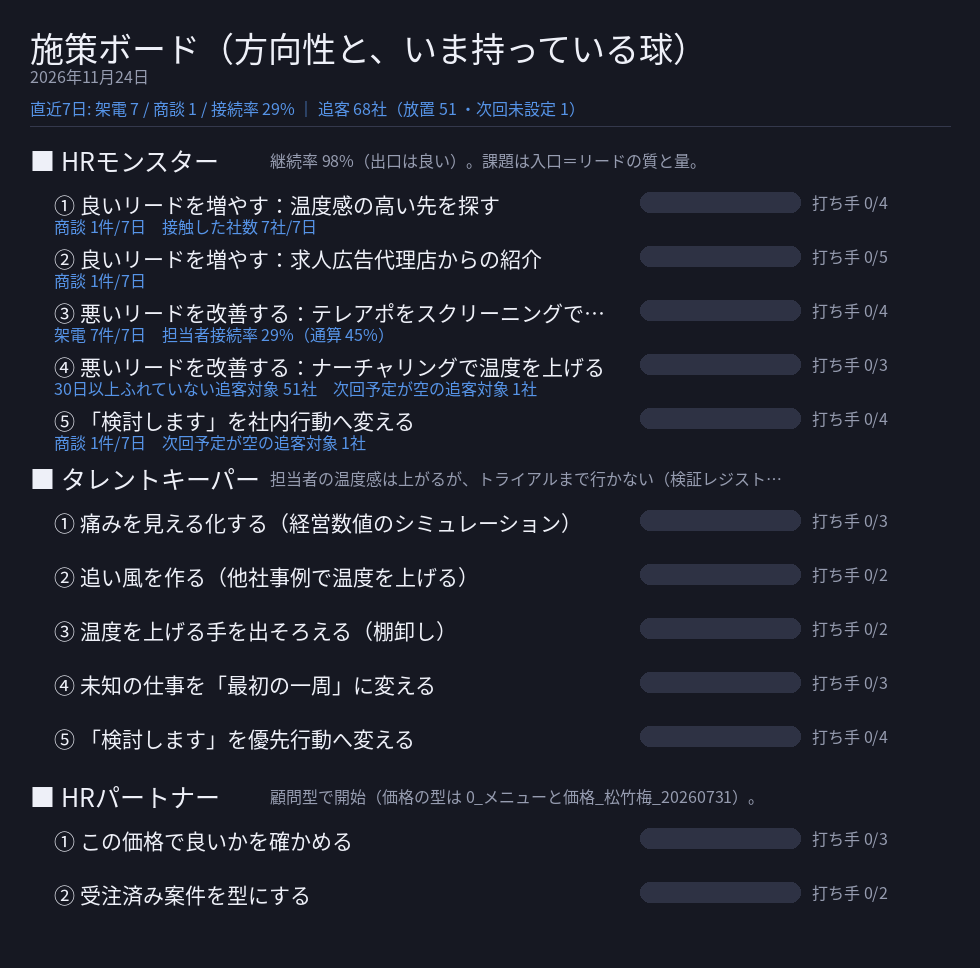 施策ボード（方向性と、いま持っている球）
2026年11月24日
直近7日: 架電 7 / 商談 1 / 接続率 29% ｜ 追客 68社（放置 51 ・次回未設定 1）
■ HRモンスター 継続率 98%（出口は良い）。課題は入口＝リードの質と量。
① 良いリードを増やす：温度感の高い先を探す 打ち手 0/4
商談 1件/7日 接触した社数 7社/7日
② 良いリードを増やす：求人広告代理店からの紹介 打ち手 0/5
商談 1件/7日
③ 悪いリードを改善する：テレアポをスクリーニングで… 打ち手 0/4
架電 7件/7日 担当者接続率 29%（通算 45%）
④ 悪いリードを改善する：ナーチャリングで温度を上げる 打ち手 0/3
30日以上ふれていない追客対象 51社 次回予定が空の追客対象 1社
⑤ 「検討します」を社内行動へ変える 打ち手 0/4
商談 1件/7日 次回予定が空の追客対象 1社
■ タレントキーパー 担当者の温度感は上がるが、トライアルまで行かない（検証レジスト…
① 痛みを見える化する（経営数値のシミュレーション） 打ち手 0/3
② 追い風を作る（他社事例で温度を上げる） 打ち手 0/2
③ 温度を上げる手を出そろえる（棚卸し） 打ち手 0/2
④ 未知の仕事を「最初の一周」に変える 打ち手 0/3
⑤ 「検討します」を優先行動へ変える 打ち手 0/4
■ HRパートナー 顧問型で開始（価格の型は 0_メニューと価格_松竹梅_20260731）。
① この価格で良いかを確かめる 打ち手 0/3
② 受注済み案件を型にする 打ち手 0/2